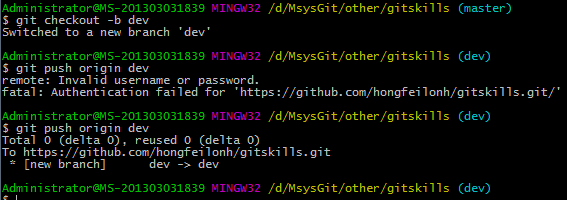 Administrator@MS-201303031839 MINGW32 /d/MsysGit/other/gitskills (master)
$ git checkout -b dev
Switched to a new branch 'dev'
Administrator@MS-201303031839 MINGW32 /d/MsysGit/other/gitskills (dev)
$ git push origin dev
remote: Invalid username or password.
fatal: Authentication failed for 'https://github.com/hongfeilonh/gitskills.git/'
Administrator@MS-201303031839 MINGW32 /d/MsysGit/other/gitskills (dev)
$ git push origin dev
Total 0 (delta 0), reused 0 (delta 0)
To https://github.com/hongfeilonh/gitskills.git
 * [new branch]      dev -> dev
Administrator@MS-201303031839 MINGW32 /d/MsysGit/other/gitskills (dev)
$